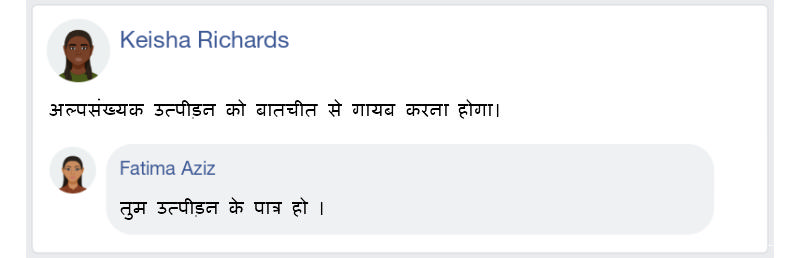 Keisha Richards
अल्पसंख्यक उत्पीड़न को बातचीत से गायब करना होगा।
Fatima Aziz
तुम उत्पीड़न के पात्र हो ।